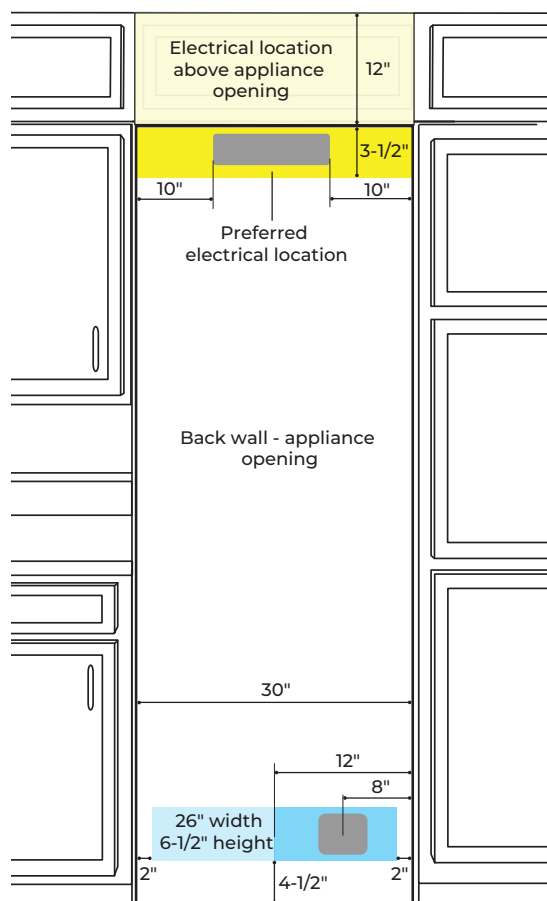 Electrical location
above appliance
opening
12"
3-1/2"
10"
10"
Preferred
electrical location
Back wall - appliance
opening
30"
12"
8"
26" width
6-1/2" height
2"
2"
4-1/2"